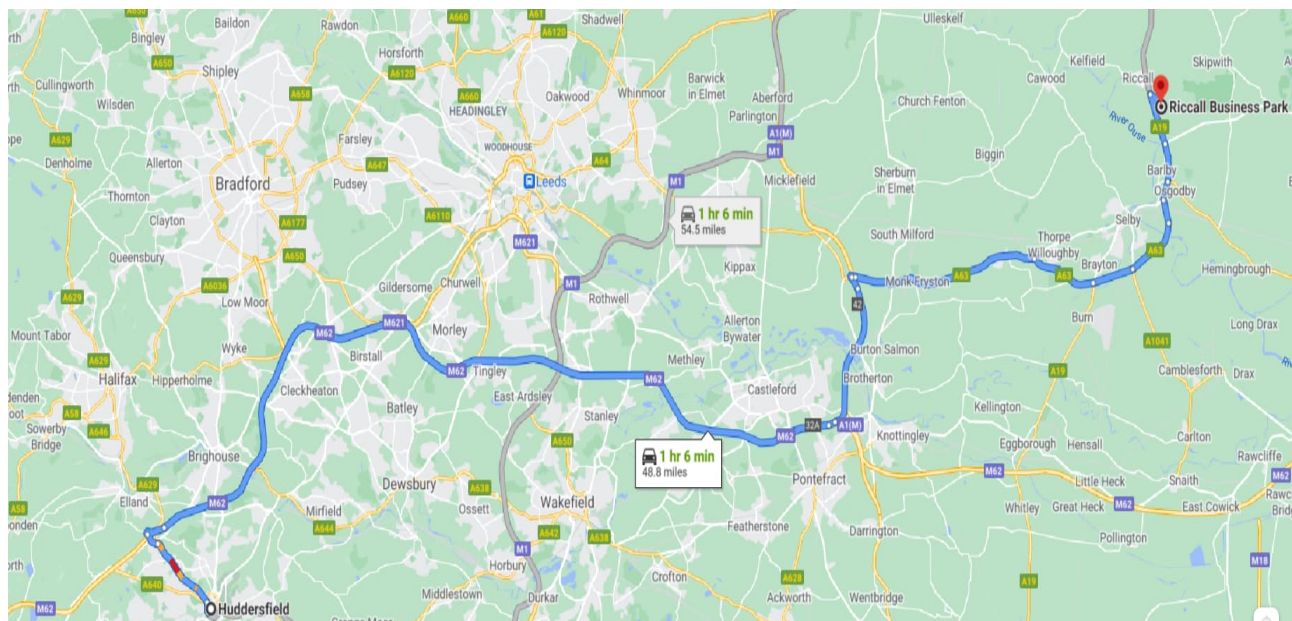 A650
Baildon
Rawdon
A660
A61
Shadwell
Ulleskelf
Bingley
A6120
Kelfield
Skipwith
Horsforth
A650
Cullingworth
Shipley
A6120
Barwick
in Elmet
Cawood
Riccall
Wilsden
A658
A660
Oakwood
Whinmoor
Aberford
Church Fenton
Riccall Business Park
HEADINGLEY
Parlington
River Ouse
A19
A629
Farsley
A1(M)
Denholme
Allerton
A647
WOODHOUSE
A64
M1
Biggin
Barlby
Thornton
Bradford
Pudsey
Leeds
M1
Micklefield
Sherburn
in Elmet
Osgodby
Clayton
A6110
1 hr 6 min
54.5 miles
Selby
A6177
South Milford
Thorpe
Willoughby
Queensbury
A650
M621
A63
Kippax
Brayton
Hemingbrough
A6036
Churwell
M1
Monk Fryston
A63
A63
Gildersome
Rothwell
A629
Low Moor
42
Allerton
Bywater
Burn
Long Drax
Mount Tabor
M62
M621
Morley
Wyke
Birstall
Burton Salmon
A1041
A629
Methley
Halifax
Hipperholme
M62
Tingley
M62
Brotherton
A19
Camblesforth
Drax
Cleckheaton
East Ardsley
Castleford
A58
Batley
Stanley
Kellington
Sowerby
Bridge
A646
32A
A1(M)
Carlton
A650
M62
Knottingley
Eggborough
Hensall
Brighouse
1 hr 6 min
48.8 miles
Rawcliffe
A629
Dewsbury
A638
Pontefract
M62
Little Heck
Snaith
M62
Elland
M62
Ossett
Wakefield
Whitley
Great Heck
M62
East Cowick
A58
Mirfield
A644
A642
A638
Featherstone
Darrington
Pollington
M1
Horbury
M18
A640
Crofton
A628
A19
M62
Huddersfield
Middlestown
Durkar
Ackworth
Wentbridge